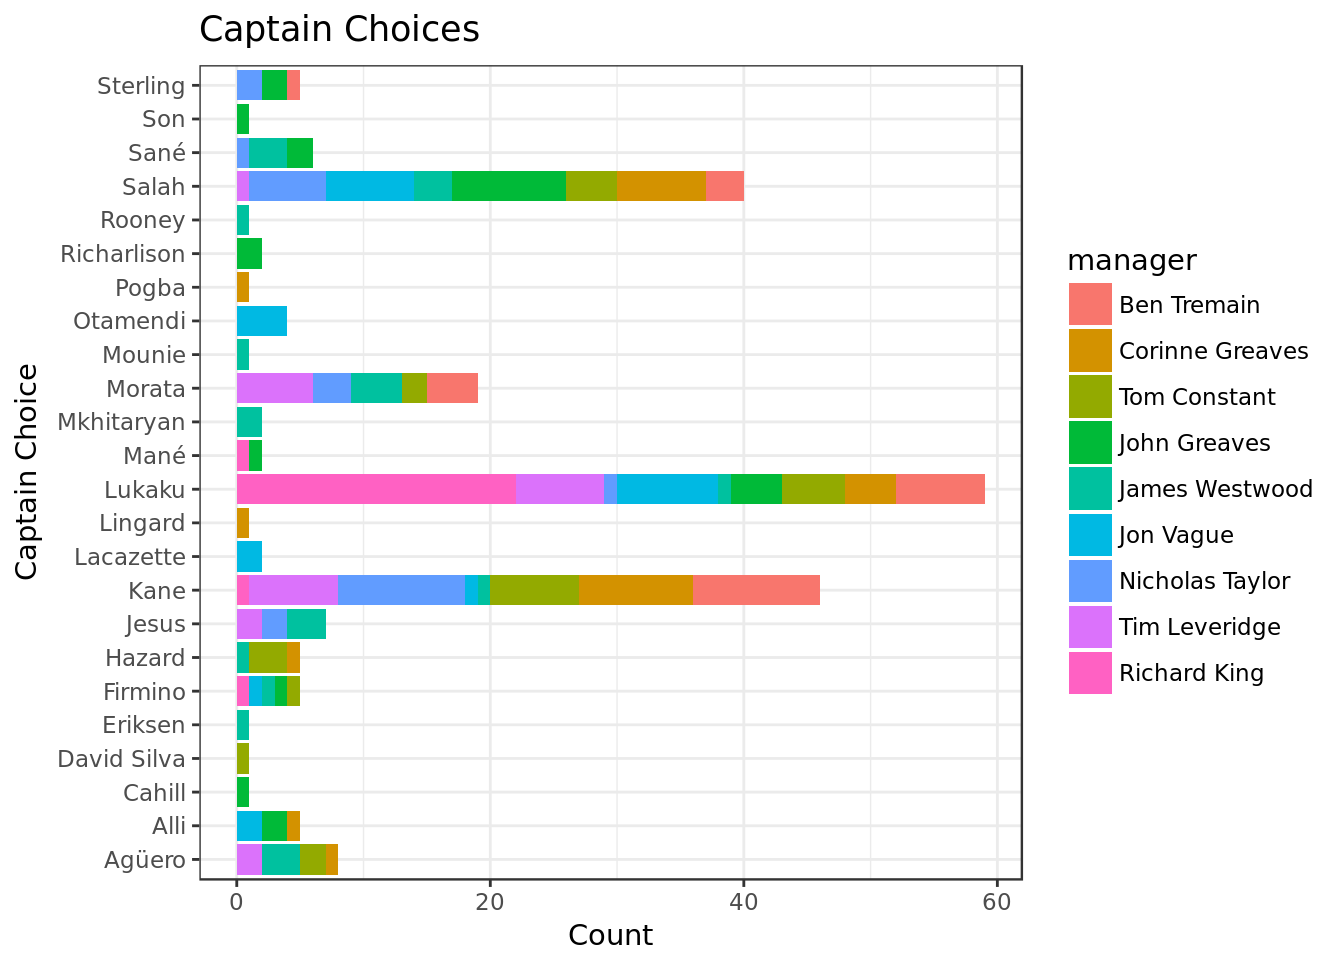 Captain Choices
Captain Choice
Sterling
Son
Sané
Salah
Rooney
Richarlison
Pogba
Otamendi
Mounie
Morata
Mkhitaryan
Mané
Lukaku
Lingard
Lacazette
Kane
Jesus
Hazard
Firmino
Eriksen
David Silva
Cahill
Alli
Agüero
0 20 40 60
Count
manager
Ben Tremain
Corinne Greaves
Tom Constant
John Greaves
James Westwood
Jon Vague
Nicholas Taylor
Tim Leveridge
Richard King